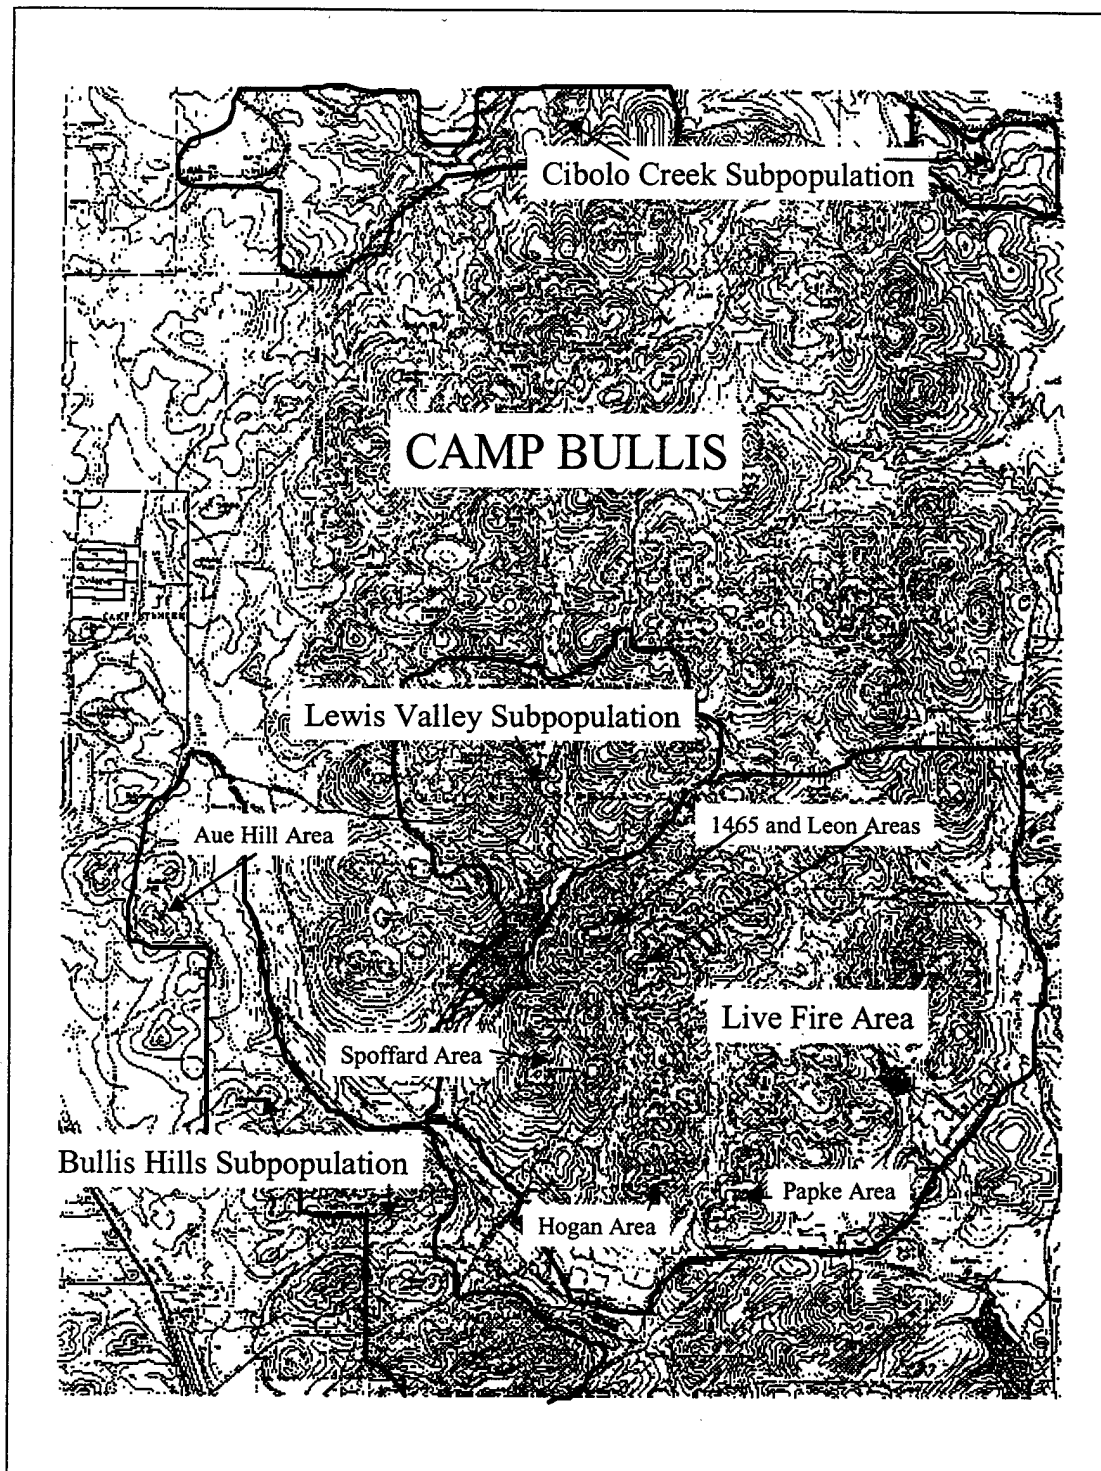 Cibolo Creek Subpopulation
CAMP BULLIS
Lewis Valley Subpopulation
Aue Hill Area
1465 and Leon Areas
Live Fire Area
Spoffard Area
Bullis Hills Subpopulation
Papke Area
Hogan Area